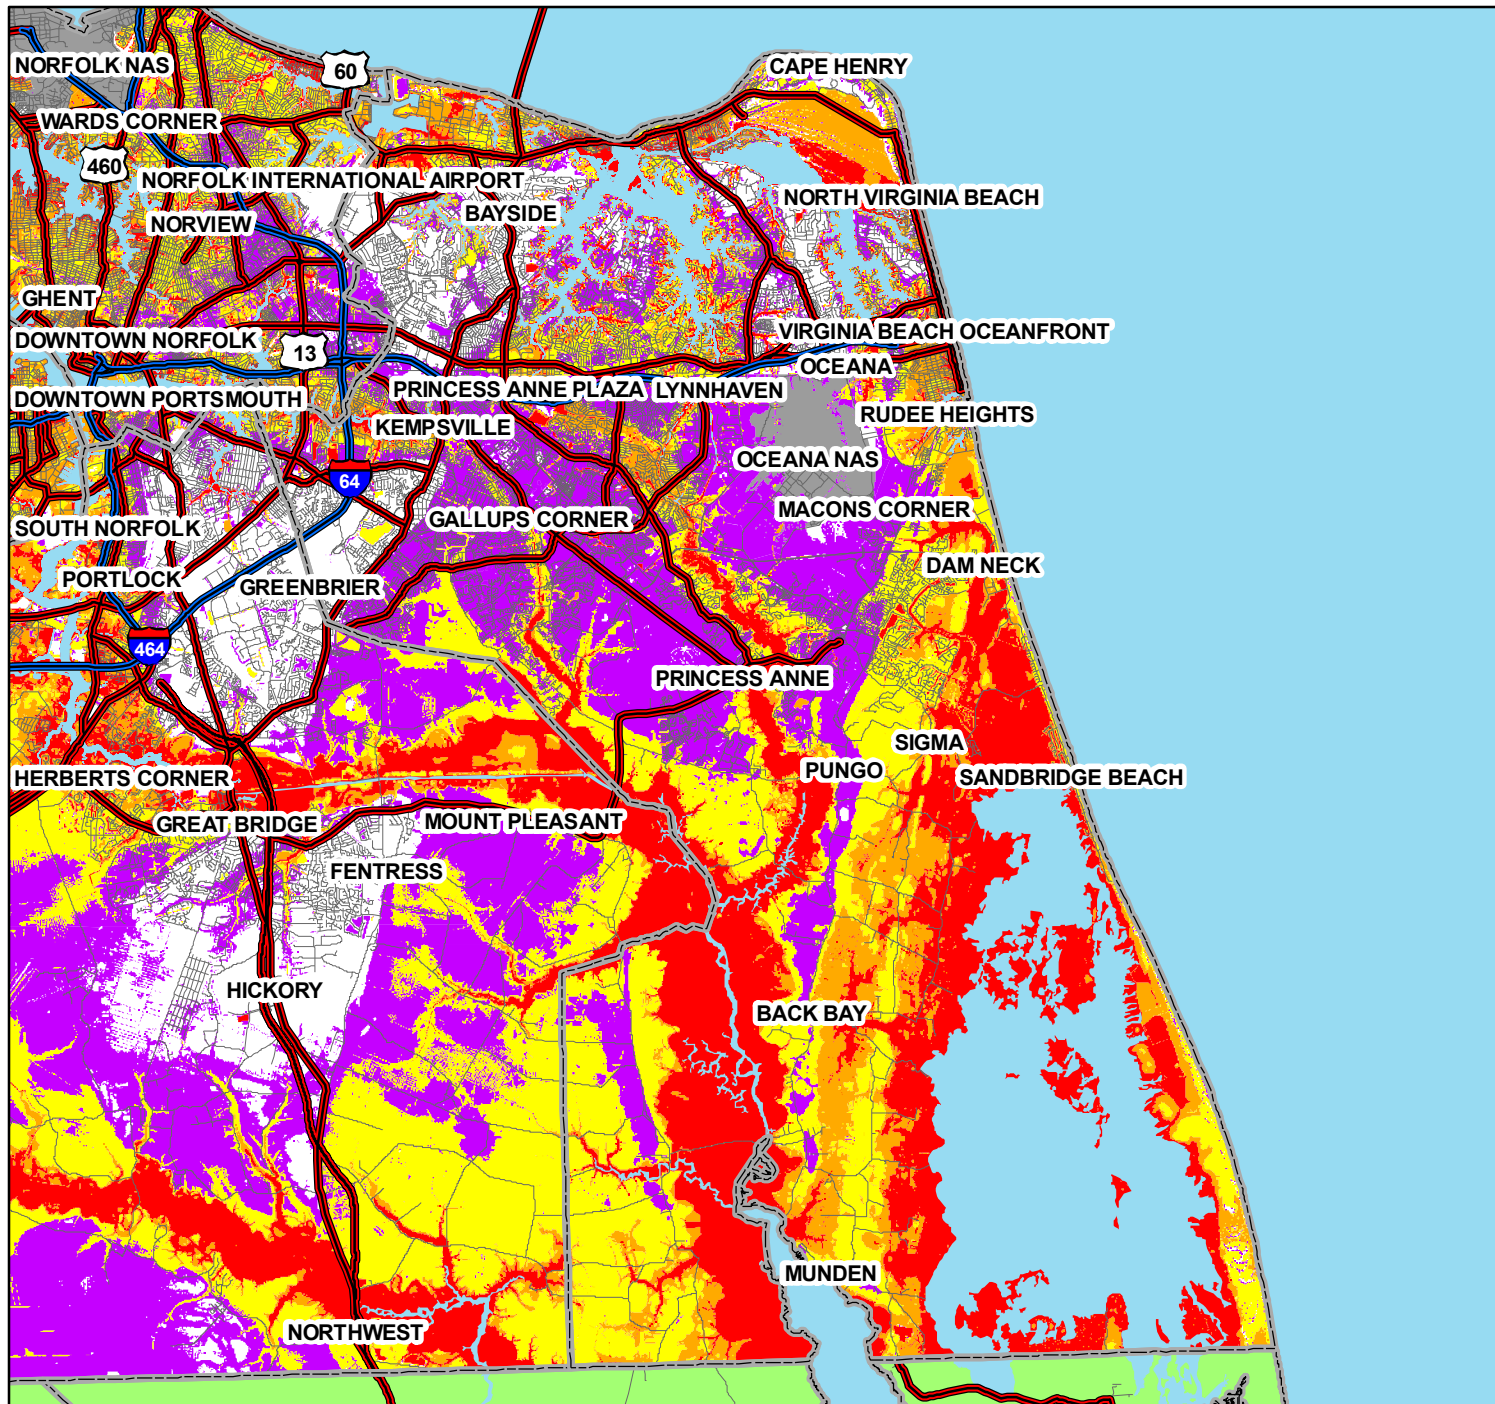 NORFOLK NAS
60
CAPE HENRY
WARDS CORNER
460
NORFOLK INTERNATIONAL AIRPORT
NORTH VIRGINIA BEACH
BAYSIDE
NORVIEW
GHENT
VIRGINIA BEACH OCEANFRONT
DOWNTOWN NORFOLK
13
OCEANA
PRINCESS ANNE PLAZA
LYNNHAVEN
DOWNTOWN PORTSMOUTH
RUDEE HEIGHTS
KEMPSVILLE
OCEANA NAS
64
MACONS CORNER
GALLUPS CORNER
SOUTH NORFOLK
DAM NECK
PORTLOCK
GREENBRIER
464
PRINCESS ANNE
SIGMA
PUNGO
SANDBRIDGE BEACH
HERBERTS CORNER
GREAT BRIDGE
MOUNT PLEASANT
FENTRESS
HICKORY
BACK BAY
MUNDEN
NORTHWEST